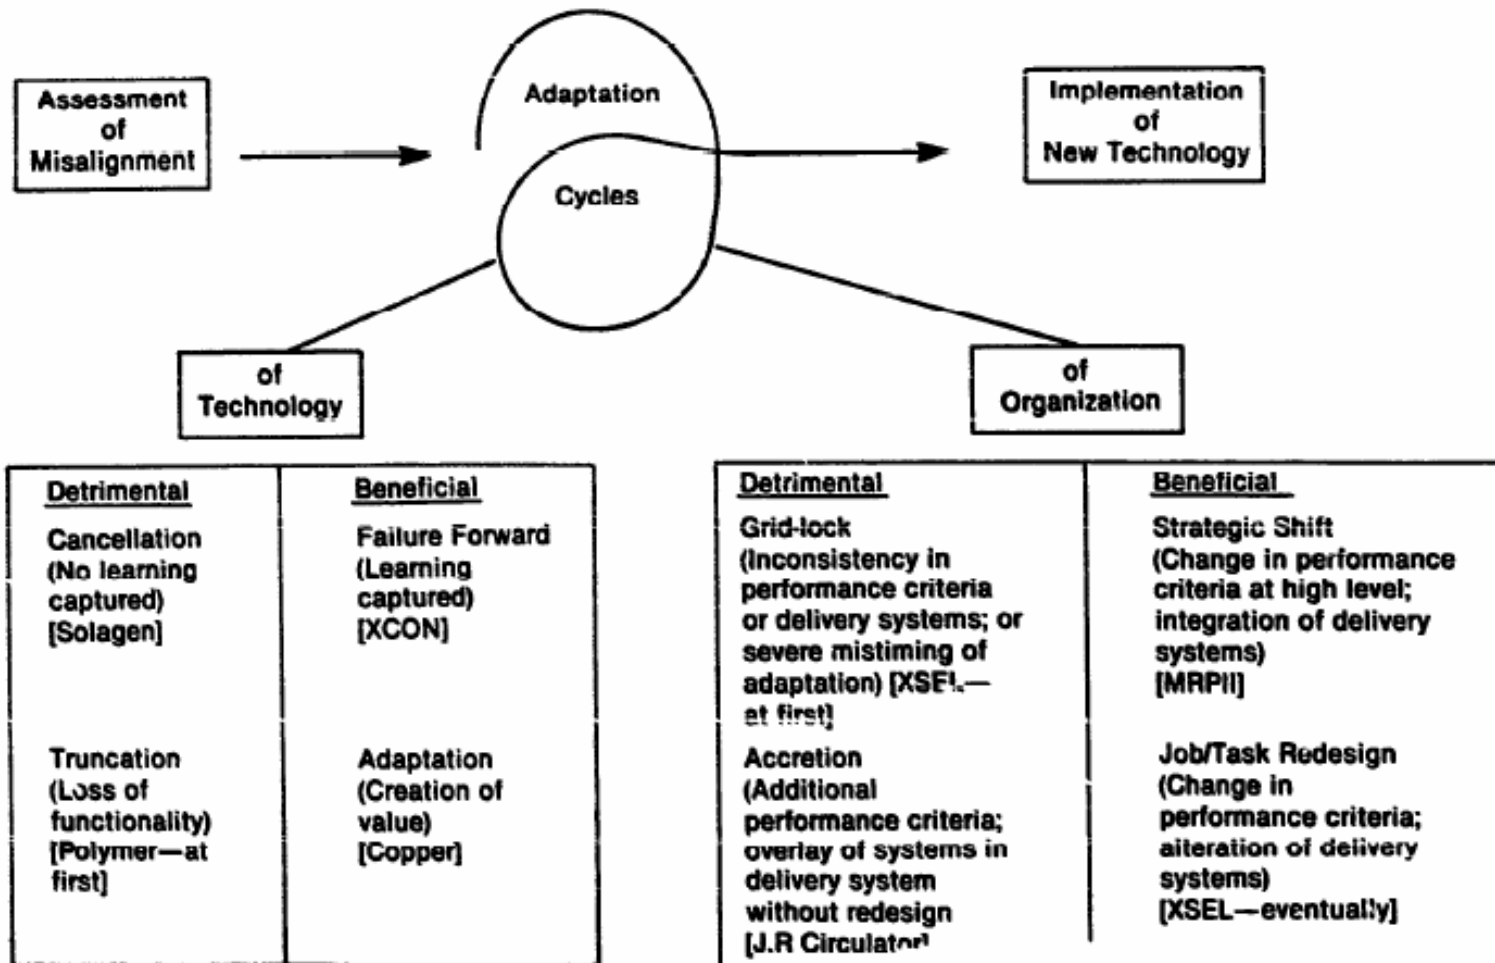 Assessment
of
Misalignment
Adaptation
Cycles
Implementation
of
New Technology
of
Technology
of
Organization
Detrimental
Cancellation
(No learning
captured)
[Solagen]
Truncation
(Loss of
functionality)
[Polymer—at
first]
Beneficial
Failure Forward
(Learning
captured)
[XCON]
Adaptation
(Creation of
value)
[Copper]
Detrimental
Grid-lock
(Inconsistency in
performance criteria
or delivery systems; or
severe mistiming of
adaptation) [XSEL—
at first]
Accretion
(Additional
performance criteria;
overlay of systems in
delivery system
without redesign
[J.R Circulator]
Beneficial
Strategic Shift
(Change in performance
criteria at high level;
integration of delivery
systems)
[MRPII]
Job/Task Redesign
(Change in
performance criteria;
alteration of delivery
systems)
[XSEL—eventually]